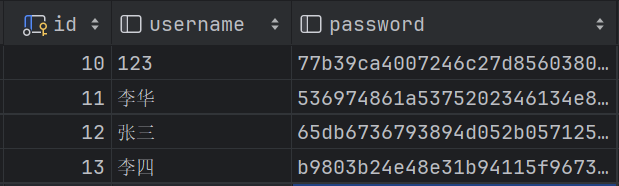 id username password
10 123 77b39ca4007246c27d8560380…
11 李华 536974861a5375202346134e8…
12 张三 65db6736793894d052b057125…
13 李四 b9803b24e48e31b94115f9673…